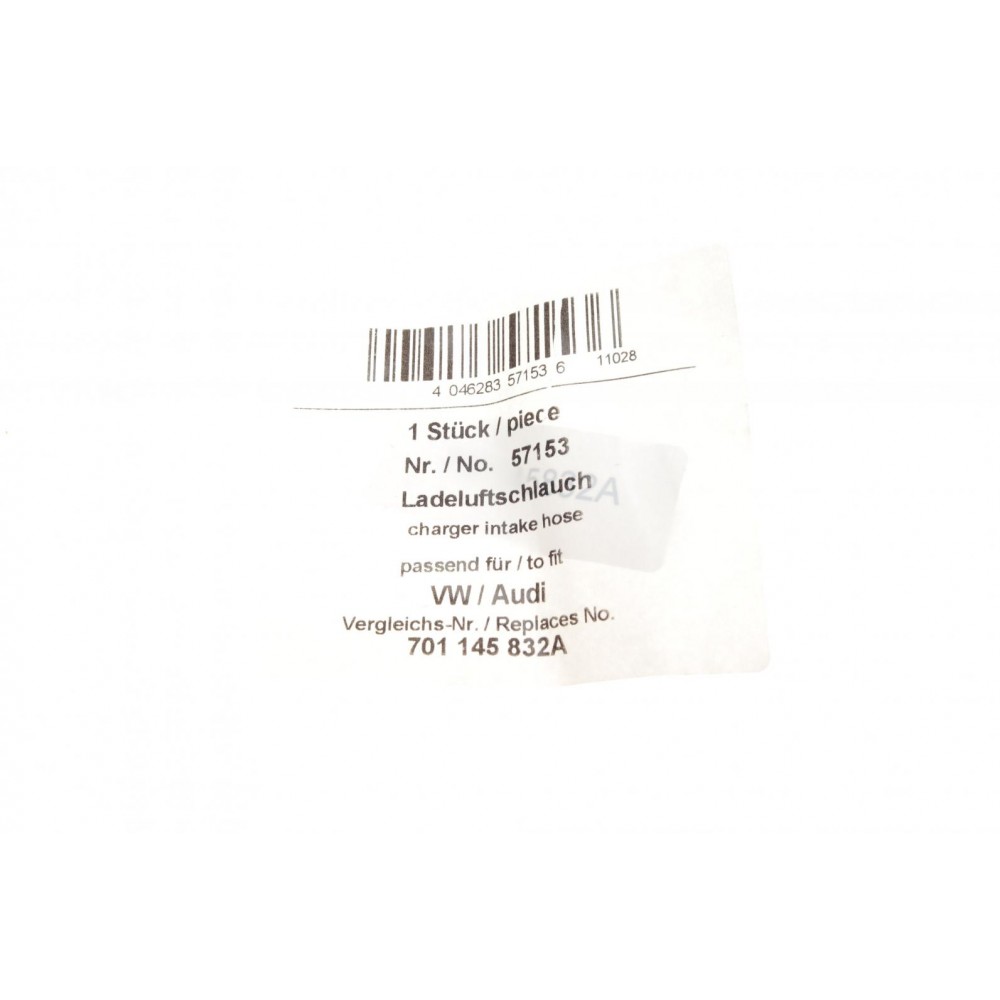 4 046283 57153 6 11028
1 Stück / piece
Nr. / No. 57153
Ladeluftschlauch
charger intake hose
passend für / to fit
VW / Audi
Vergleichs-Nr. / Replaces No.
701 145 832A